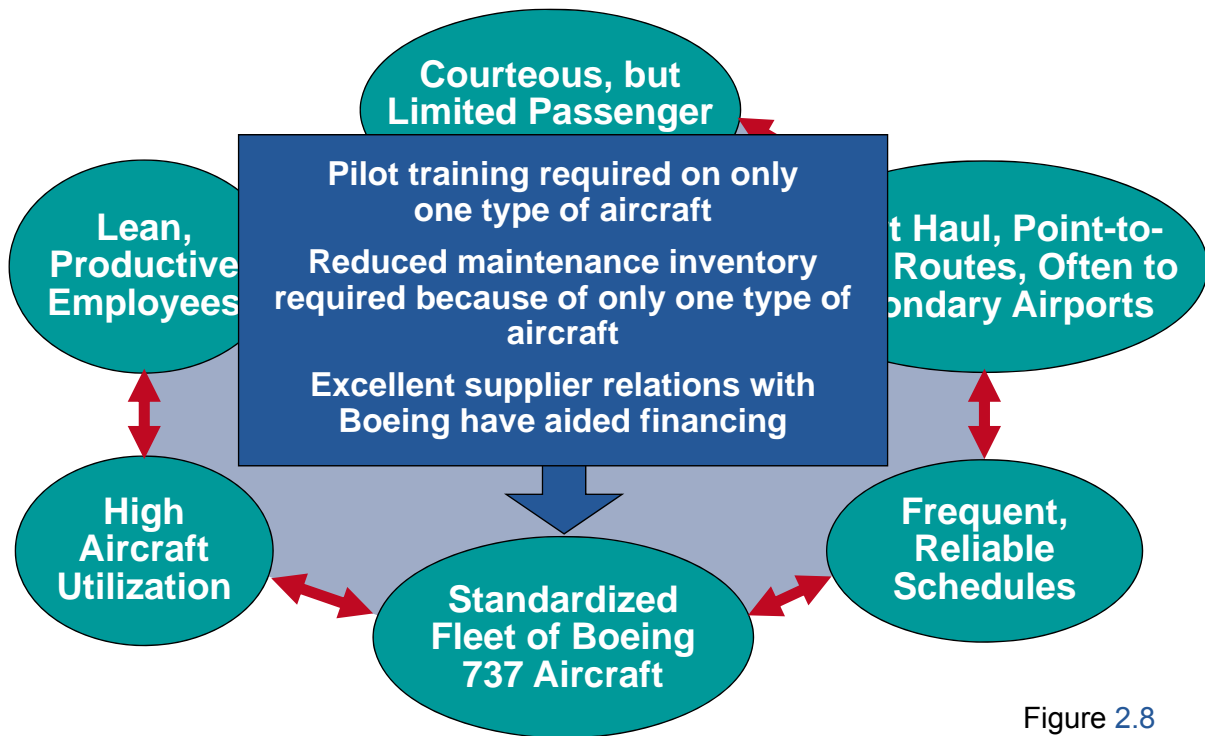 Courteous, but
Limited Passenger
Pilot training required on only
one type of aircraft
Reduced maintenance inventory
required because of only one type of
aircraft
Excellent supplier relations with
Boeing have aided financing
Lean,
Productive
Employees
t Haul, Point-to-
Routes, Often to
ondary Airports
High
Aircraft
Utilization
Frequent,
Reliable
Schedules
Standardized
Fleet of Boeing
737 Aircraft
Figure 2.8